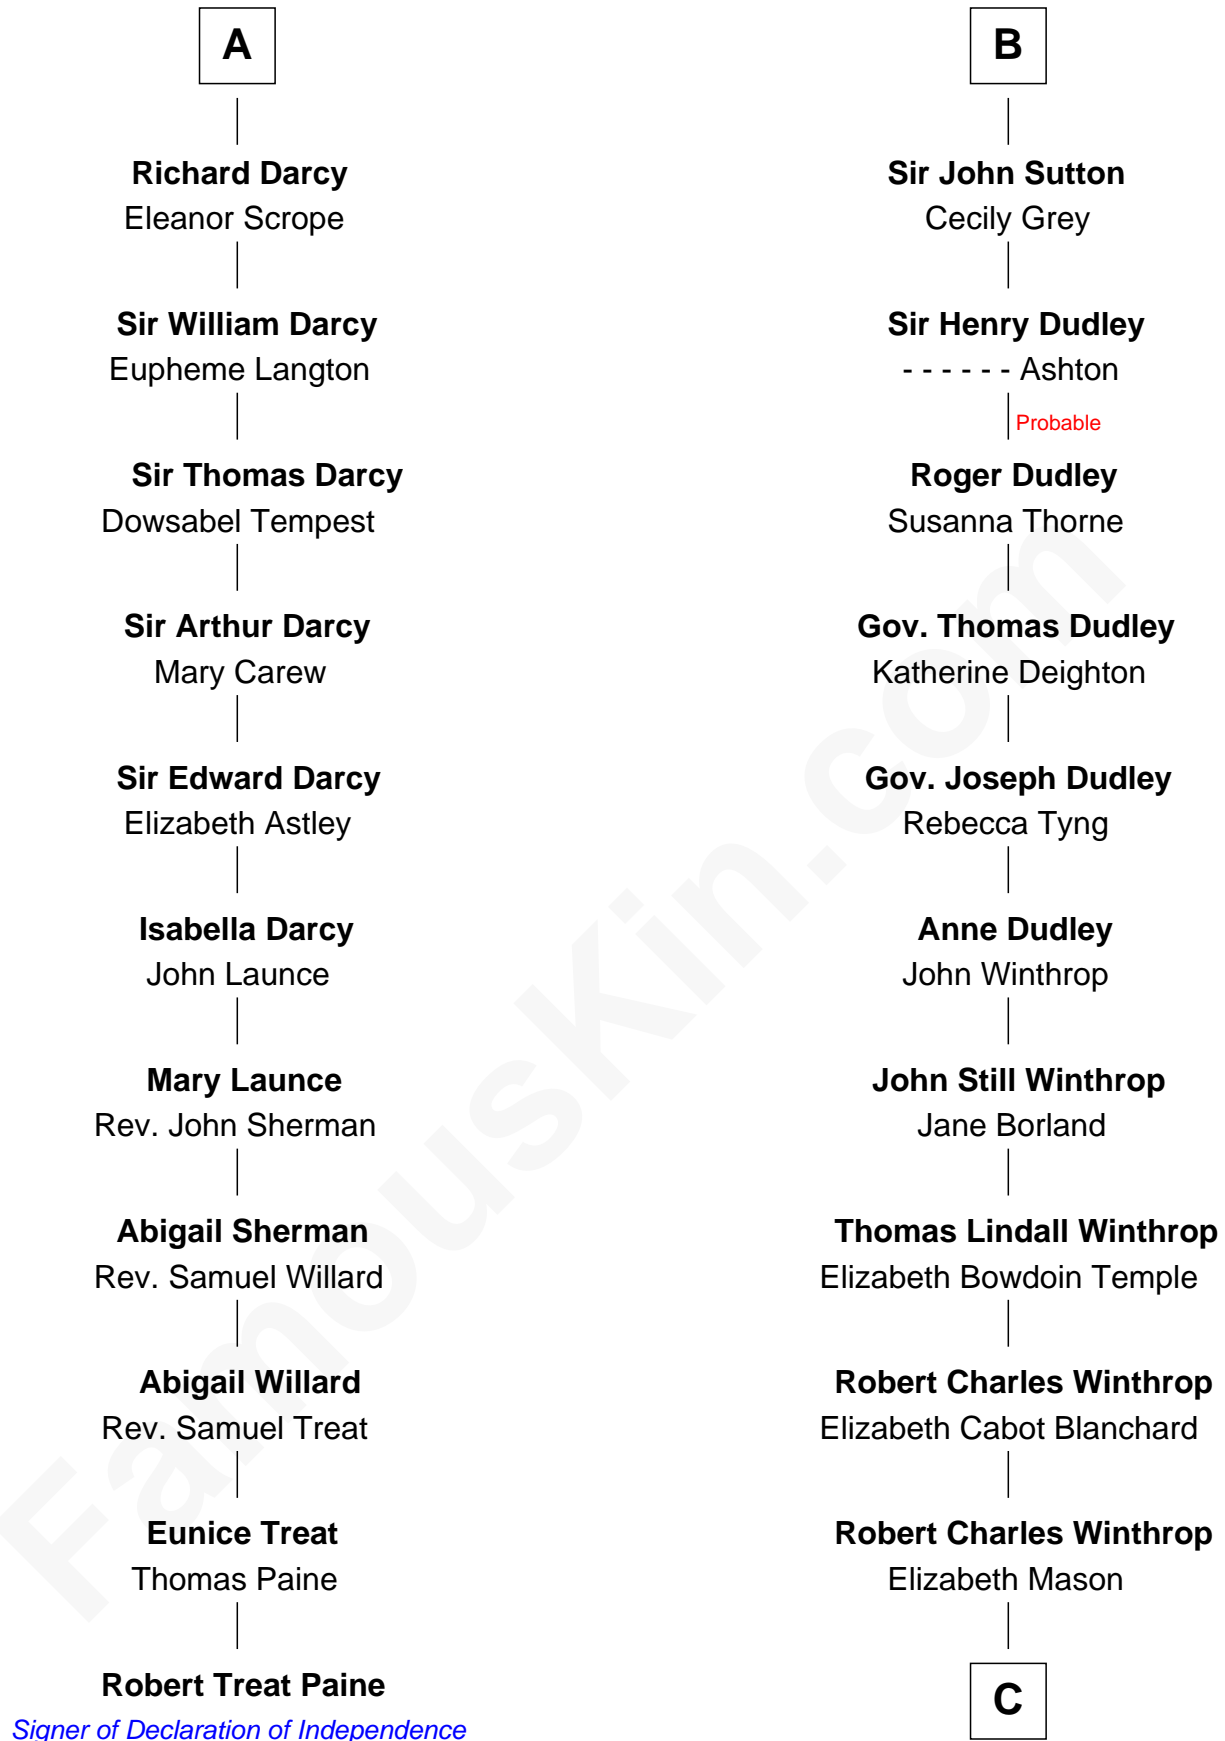 A
Richard Darcy
Eleanor Scrope
Sir William Darcy
Eupheme Langton
Sir Thomas Darcy
Dowsabel Tempest
Sir Arthur Darcy
Mary Carew
Sir Edward Darcy
Elizabeth Astley
Isabella Darcy
John Launce
Mary Launce
Rev. John Sherman
Abigail Sherman
Rev. Samuel Willard
Abigail Willard
Rev. Samuel Treat
Eunice Treat
Thomas Paine
Robert Treat Paine
Signer of Declaration of Independence
B
Sir John Sutton
Cecily Grey
Sir Henry Dudley
- - - - - - Ashton
Probable
Roger Dudley
Susanna Thorne
Gov. Thomas Dudley
Katherine Deighton
Gov. Joseph Dudley
Rebecca Tyng
Anne Dudley
John Winthrop
John Still Winthrop
Jane Borland
Thomas Lindall Winthrop
Elizabeth Bowdoin Temple
Robert Charles Winthrop
Elizabeth Cabot Blanchard
Robert Charles Winthrop
Elizabeth Mason
C
FamousKin.com